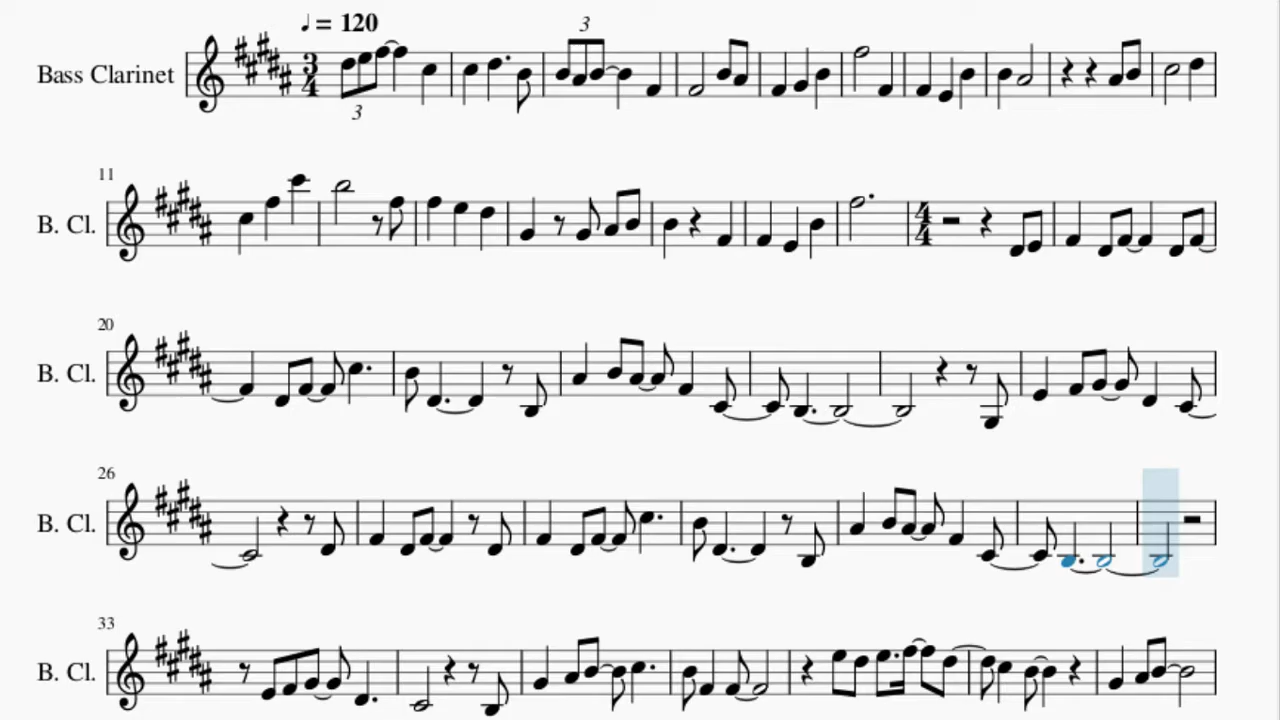 ♩ = 120
3
Bass Clarinet 3 4
3
11
B. Cl. 4 4
20
B. Cl.
26
B. Cl.
33
B. Cl.